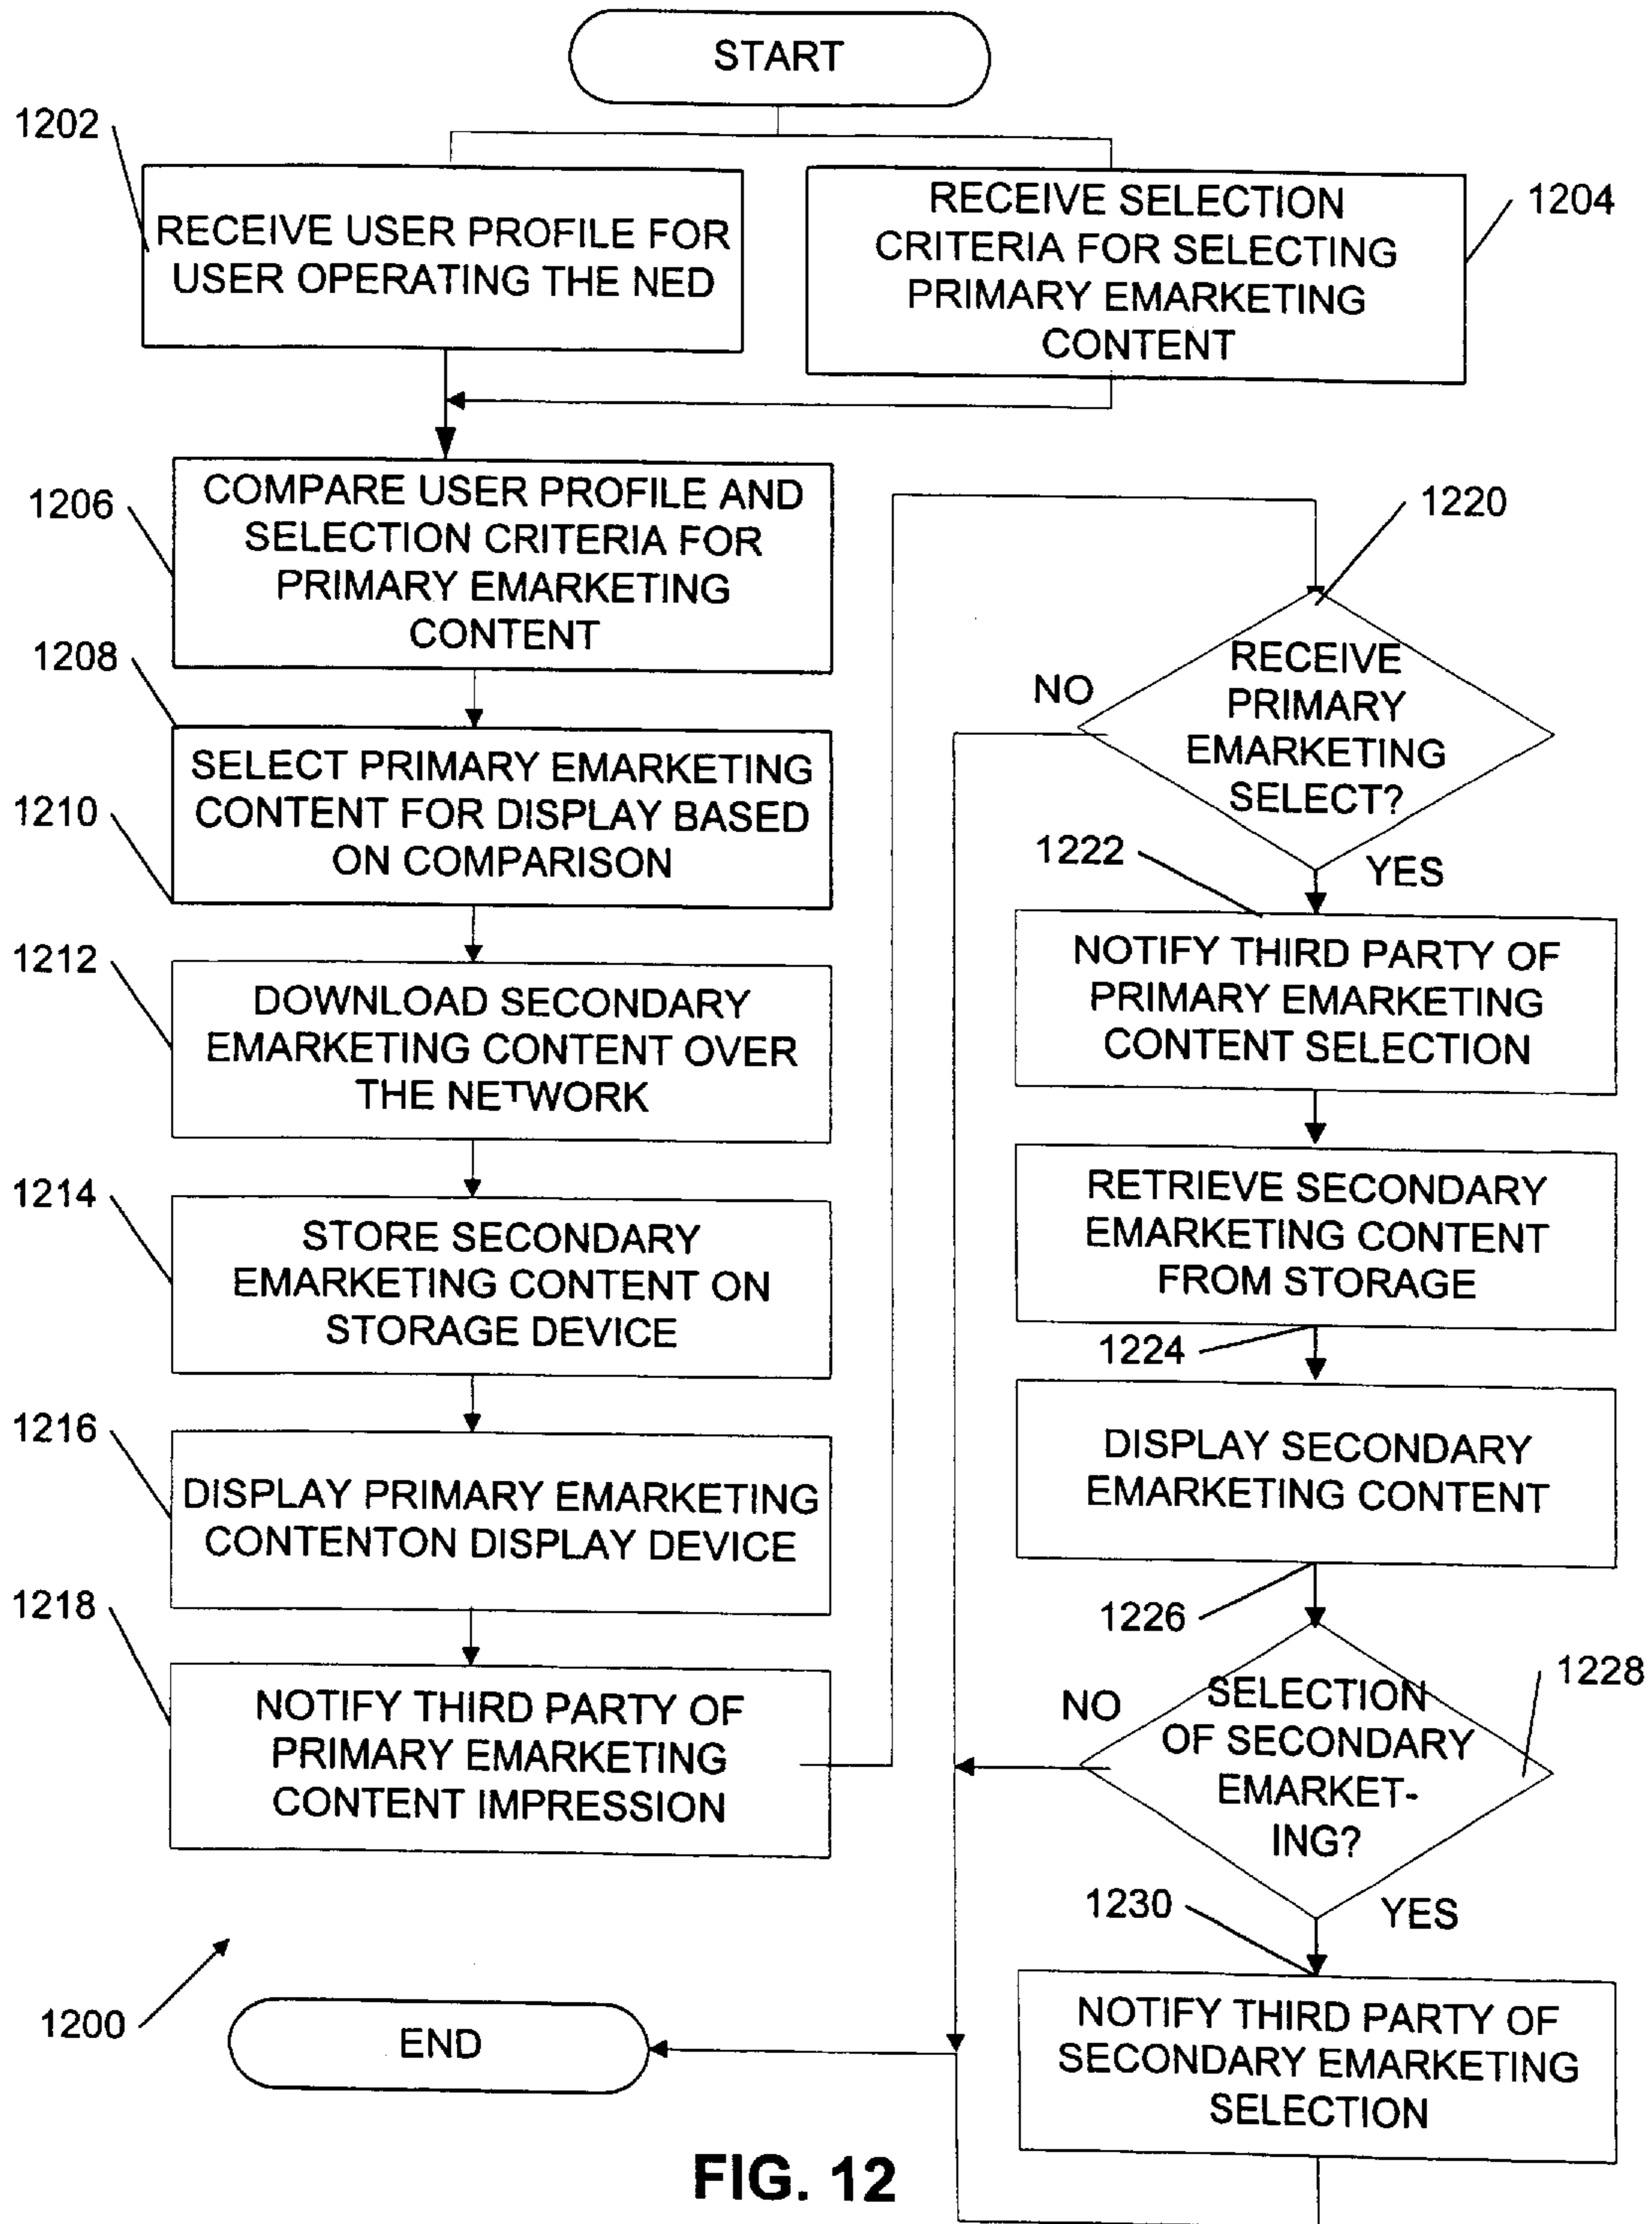 START
1202
RECEIVE USER PROFILE FOR
USER OPERATING THE NED
RECEIVE SELECTION
CRITERIA FOR SELECTING
PRIMARY EMARKETING
CONTENT
1204
1206
COMPARE USER PROFILE AND
SELECTION CRITERIA FOR
PRIMARY EMARKETING
CONTENT
1208
SELECT PRIMARY EMARKETING
CONTENT FOR DISPLAY BASED
ON COMPARISON
1210
1212
DOWNLOAD SECONDARY
EMARKETING CONTENT OVER
THE NETWORK
1214
STORE SECONDARY
EMARKETING CONTENT ON
STORAGE DEVICE
1216
DISPLAY PRIMARY EMARKETING
CONTENTON DISPLAY DEVICE
1218
NOTIFY THIRD PARTY OF
PRIMARY EMARKETING
CONTENT IMPRESSION
1220
RECEIVE
PRIMARY
EMARKETING
SELECT?
NO
YES
1222
NOTIFY THIRD PARTY OF
PRIMARY EMARKETING
CONTENT SELECTION
RETRIEVE SECONDARY
EMARKETING CONTENT
FROM STORAGE
1224
DISPLAY SECONDARY
EMARKETING CONTENT
1226
1228
NO
SELECTION
OF SECONDARY
EMARKET-
ING?
YES
1230
NOTIFY THIRD PARTY OF
SECONDARY EMARKETING
SELECTION
1200
END
FIG. 12